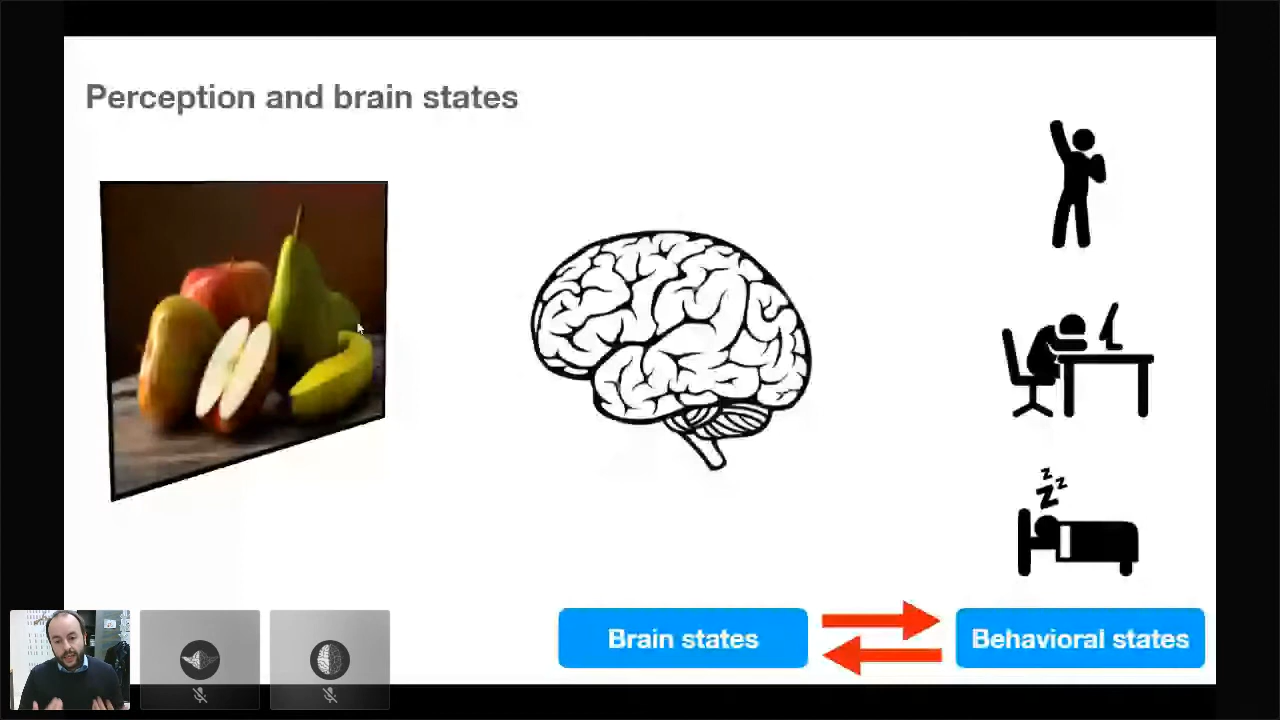 Perception and brain states
z
z
z
Brain states
Behavioral states